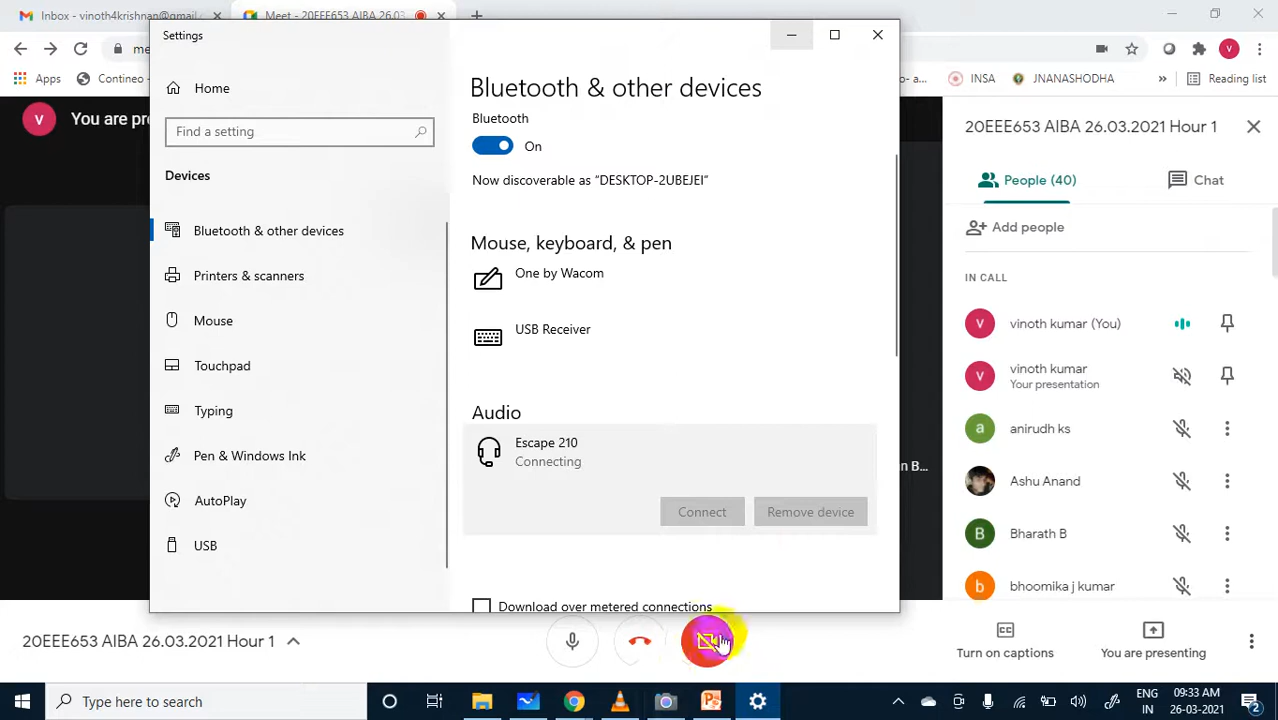 Inbox - vinoth4krishnan@gmail
Meet - 20EEE653 AIBA 26.03
Apps
Contineo
INSA
JNANASHODHA
Reading list
Settings
Home
Find a setting
Devices
Bluetooth & other devices
Printers & scanners
Mouse
Touchpad
Typing
Pen & Windows Ink
AutoPlay
USB
Bluetooth & other devices
Bluetooth
On
Now discoverable as “DESKTOP-2UBEJEI”
Mouse, keyboard, & pen
One by Wacom
USB Receiver
Audio
Escape 210
Connecting
Connect
Remove device
Download over metered connections
V
You are pre
20EEE653 AIBA 26.03.2021 Hour 1
People (40)
Chat
Add people
IN CALL
v
vinoth kumar (You)
v
vinoth kumar
Your presentation
a
anirudh ks
Ashu Anand
B
Bharath B
b
bhoomika j kumar
n B...
20EEE653 AIBA 26.03.2021 Hour 1
CC
Turn on captions
You are presenting
Type here to search
ENG
IN
09:33 AM
26-03-2021
2